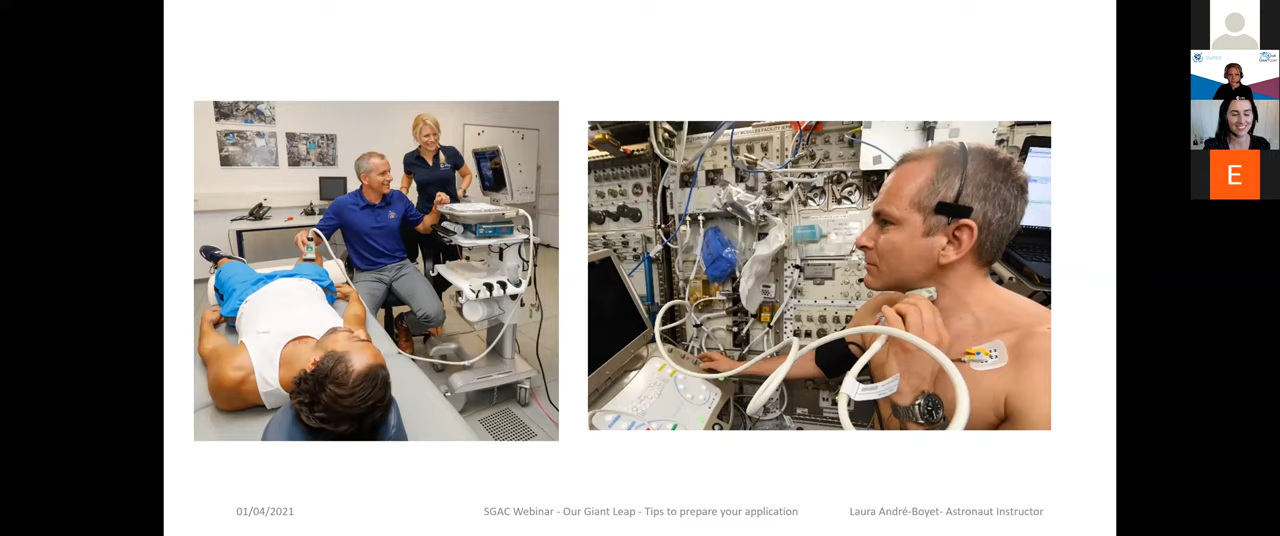 01/04/2021
SGAC Webinar - Our Giant Leap - Tips to prepare your application
Laura André-Boyet- Astronaut Instructor
E